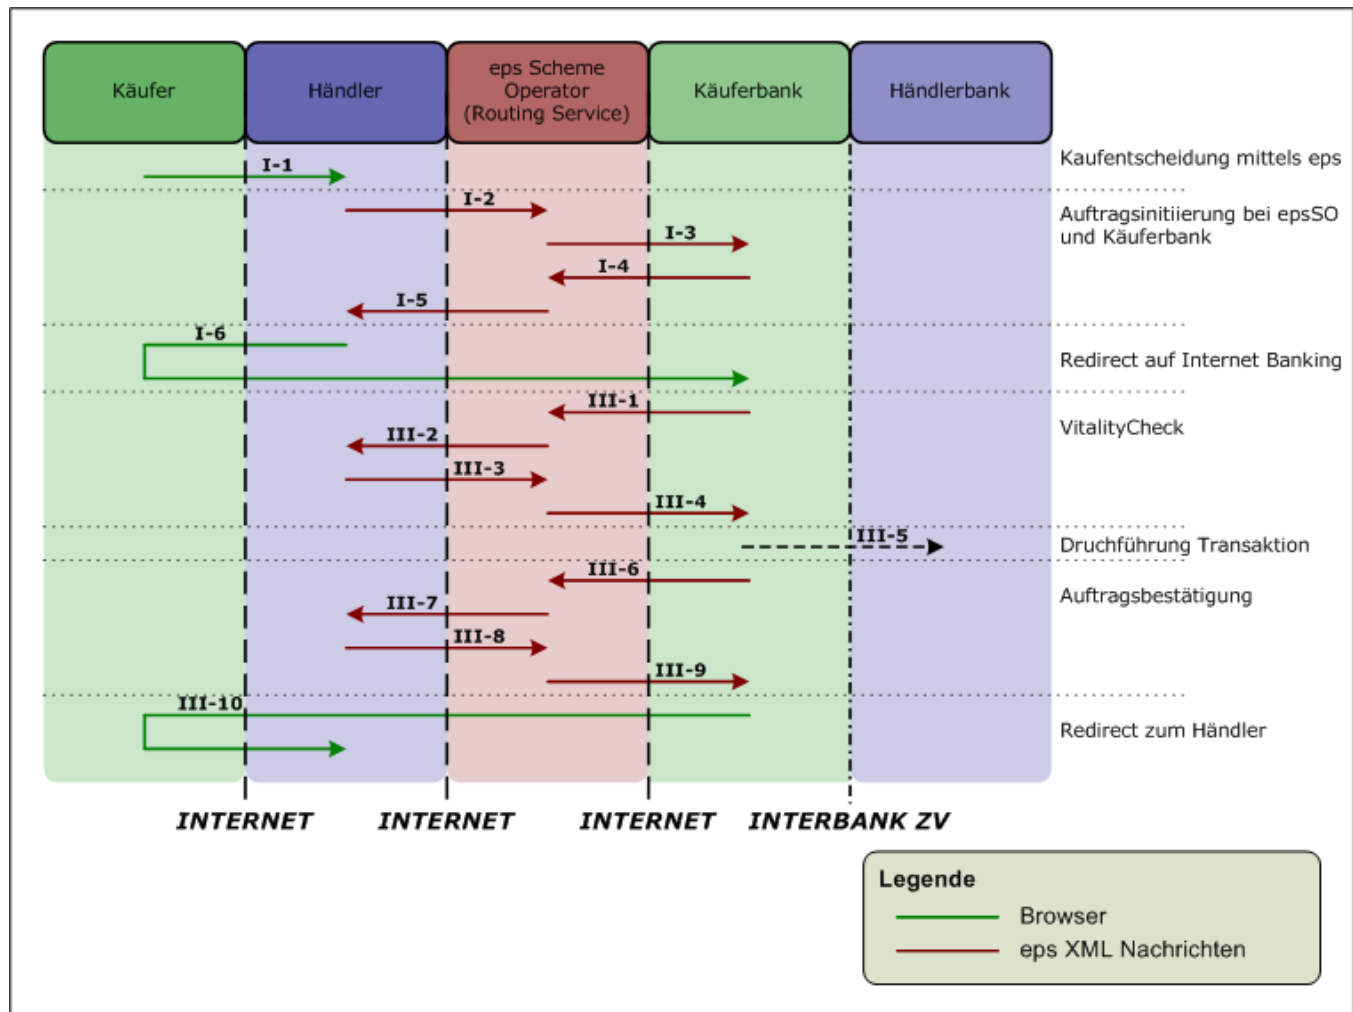 Käufer
Händler
eps Scheme
Operator
(Routing Service)
Käuferbank
Händlerbank
Kaufentscheidung mittels eps
I-1
I-2
Auftragsinitiierung bei epsSO
und Käuferbank
I-3
I-4
I-5
I-6
Redirect auf Internet Banking
III-1
VitalityCheck
III-2
III-3
III-4
III-5
Druchführung Transaktion
III-6
Auftragsbestätigung
III-7
III-8
III-9
III-10
Redirect zum Händler
INTERNET
INTERNET
INTERNET
INTERBANK ZV
Legende
Browser
eps XML Nachrichten